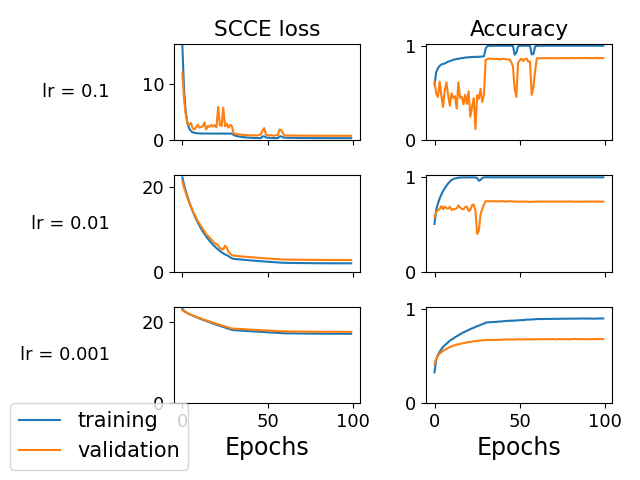 SCCE loss Accuracy
lr = 0.1
10
0
1
0
lr = 0.01
20
0
1
0
lr = 0.001
20
0
1
0
0 50 100
0 50 100
Epochs Epochs
training
validation